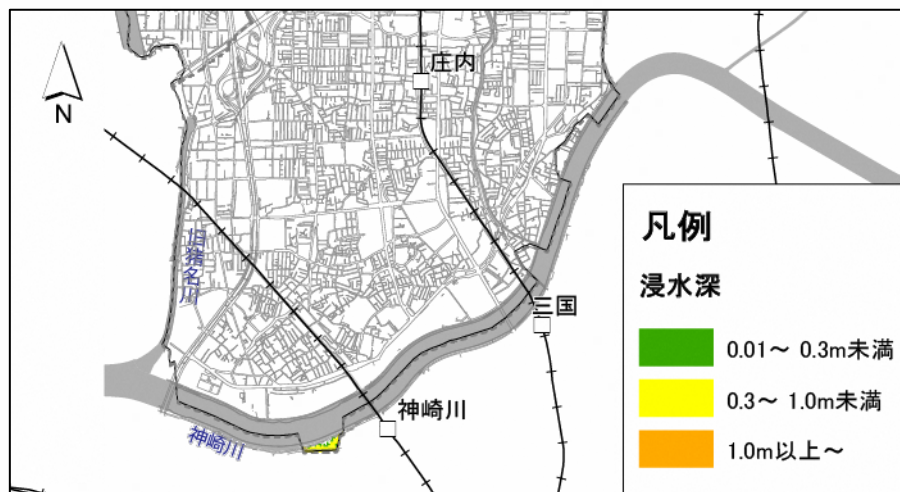 庄内
N
旧猪名川
三国
神崎川
神崎川
凡例
浸水深
0.01～ 0.3m未満
0.3～ 1.0m未満
1.0m以上～